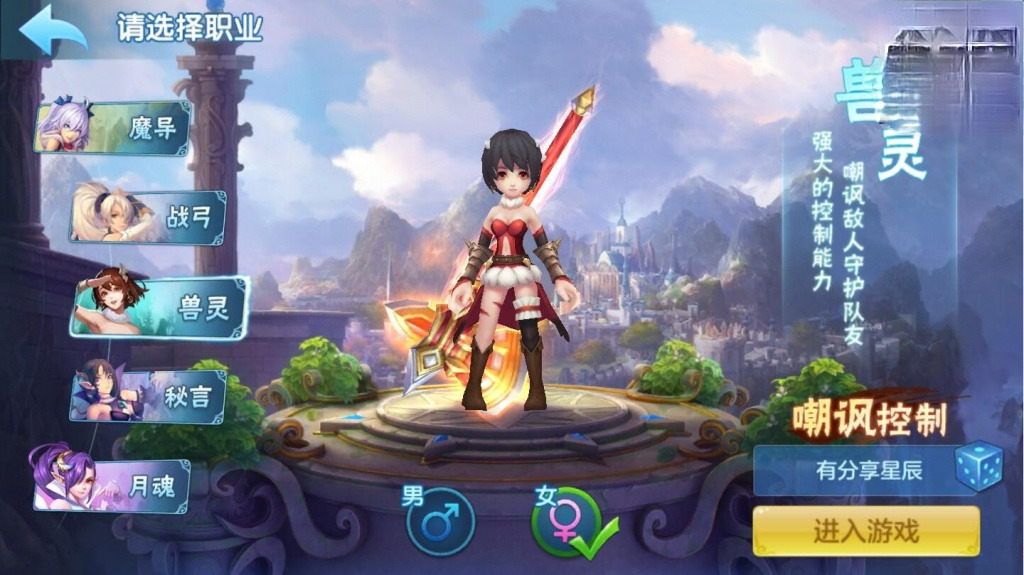 请选择职业
魔导
战弓
兽灵
秘言
月魂
男
女
兽灵
嘲讽敌人守护队友
强大的控制能力
嘲讽控制
有分享星辰
进入游戏